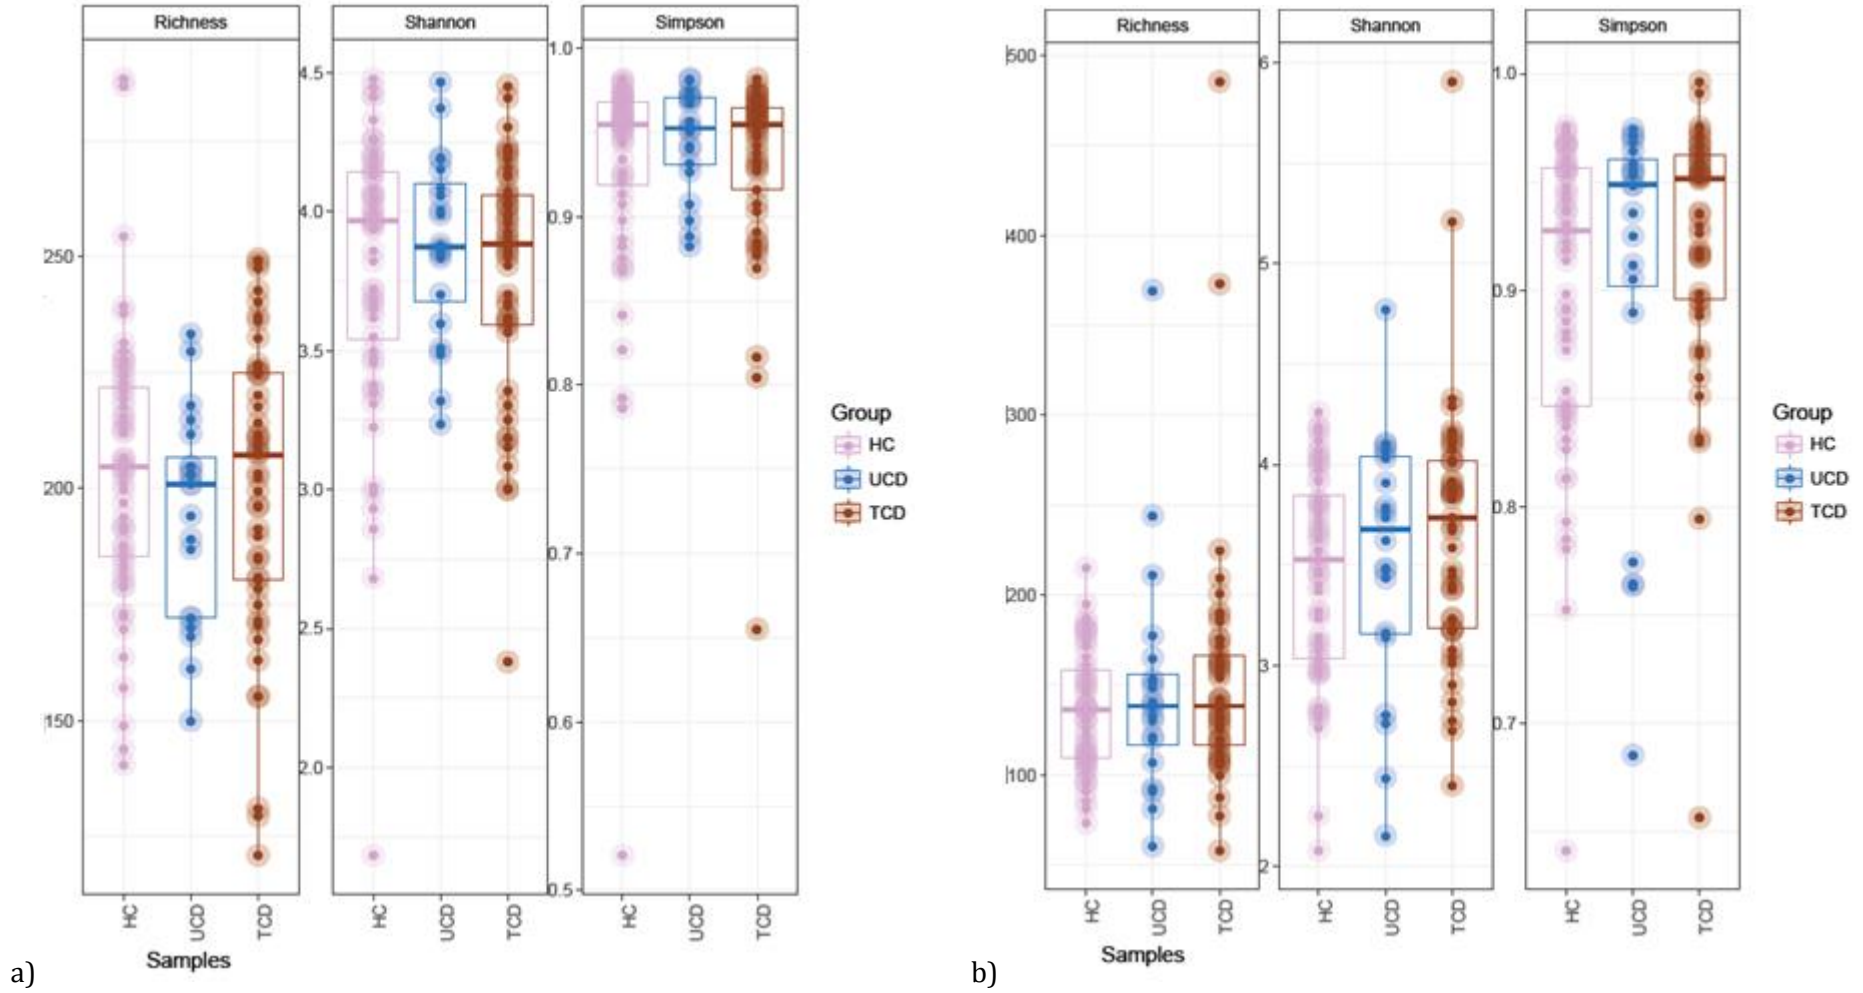 Richness Shannon Simpson
4.5
4.0
3.5
3.0
2.5
2.0
250
200
150
1.0
0.9
0.8
0.7
0.6
0.5
HC UCD TCD
HC UCD TCD
HC UCD TCD
Samples
Group
HC
UCD
TCD
a)
Richness Shannon Simpson
500
400
300
200
100
6
5
4
3
2
1.0
0.9
0.8
0.7
HC UCD TCD
HC UCD TCD
HC UCD TCD
Samples
Group
HC
UCD
TCD
b)